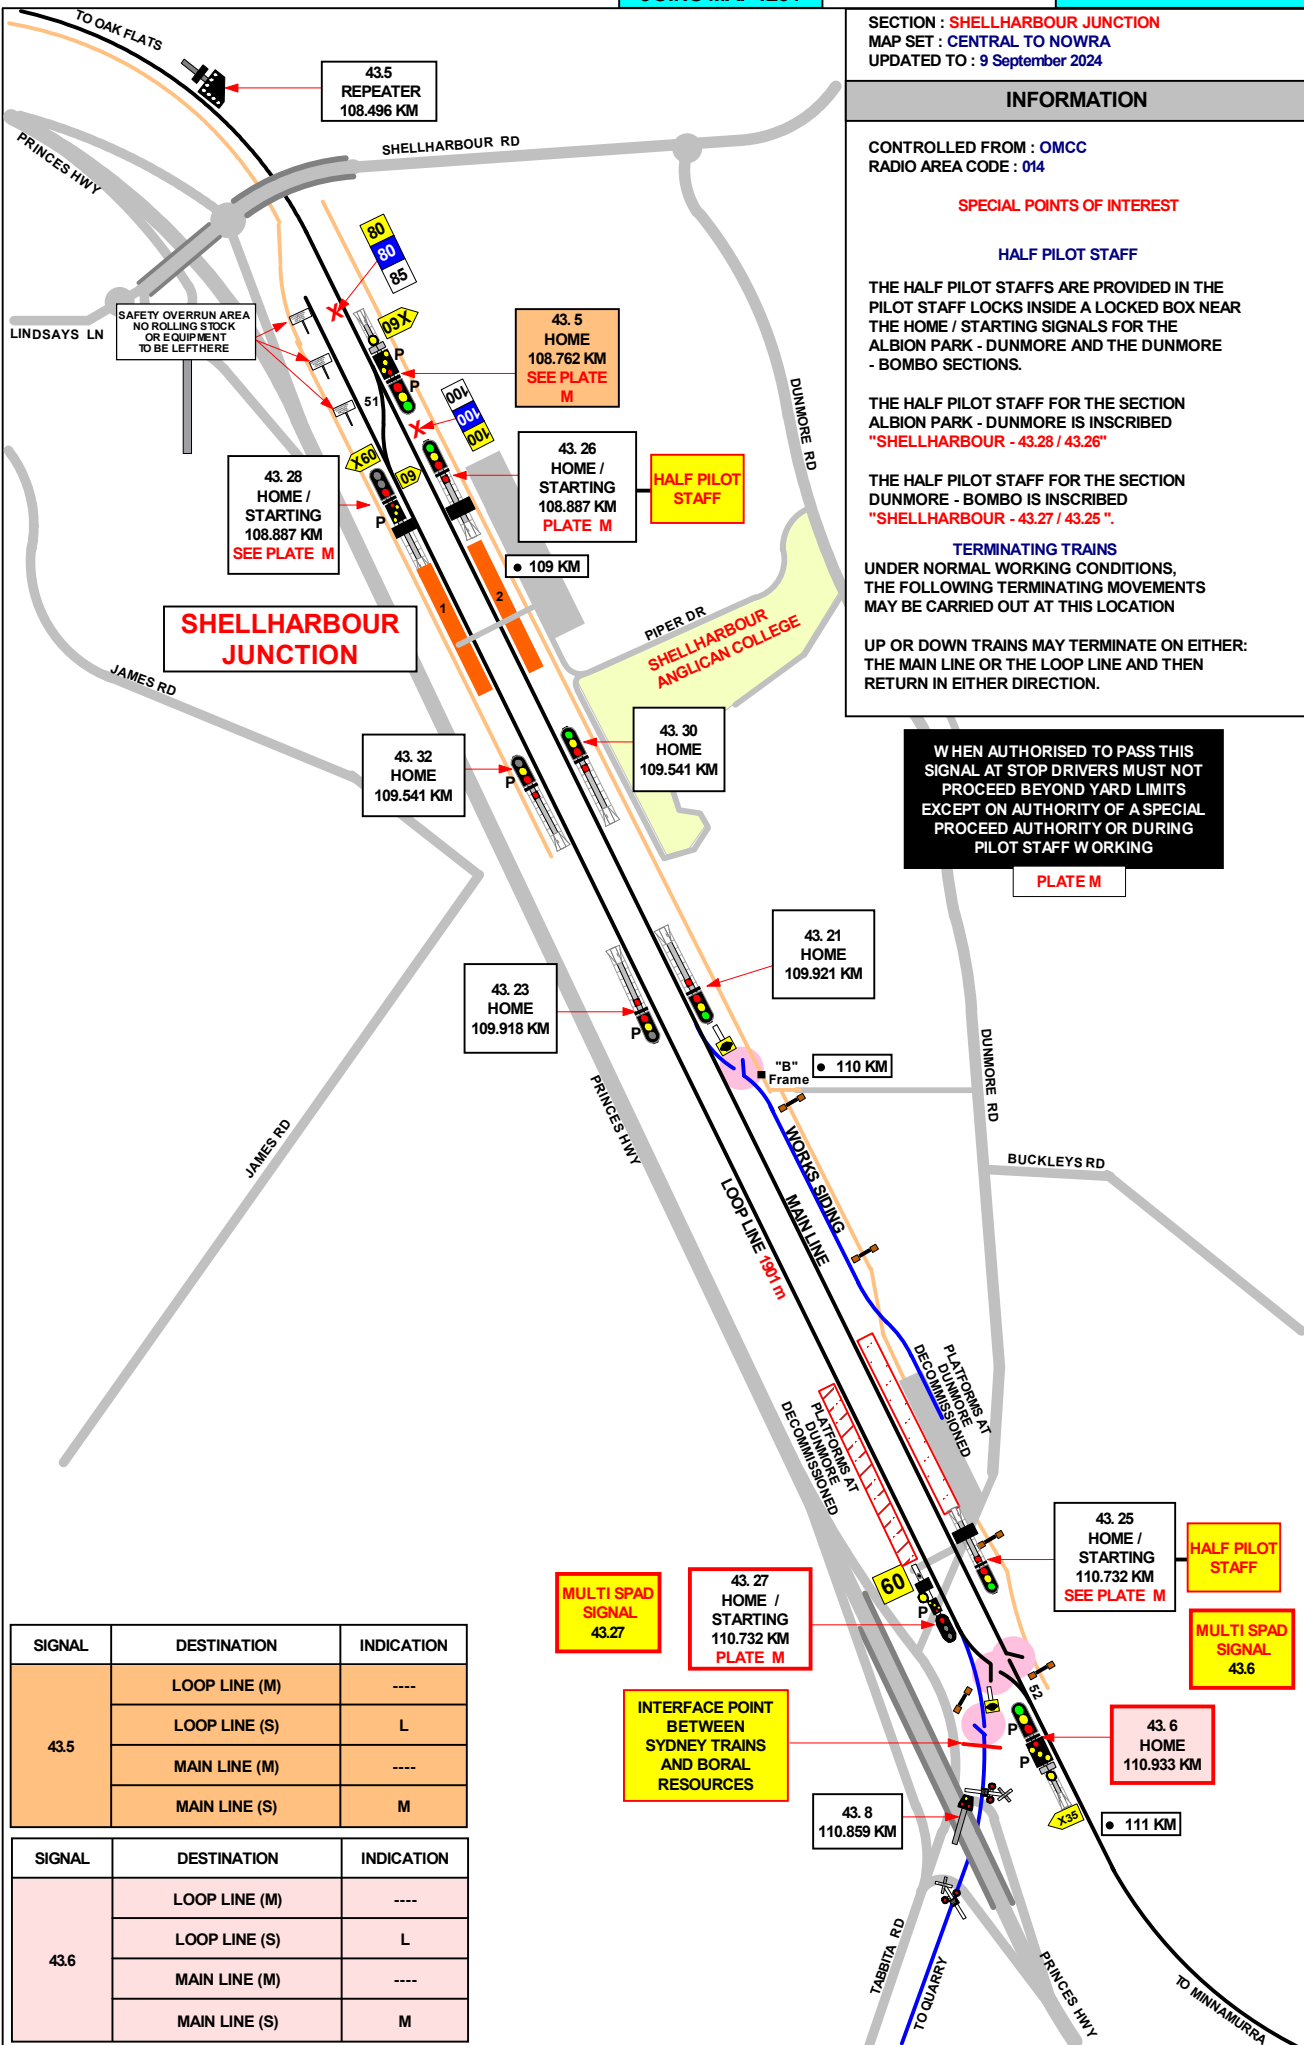 SECTION : SHELLHARBOUR JUNCTION
MAP SET : CENTRAL TO NOWRA
UPDATED TO : 9 September 2024
INFORMATION
CONTROLLED FROM : OMCC
RADIO AREA CODE : 014
SPECIAL POINTS OF INTEREST
HALF PILOT STAFF
THE HALF PILOT STAFFS ARE PROVIDED IN THE
PILOT STAFF LOCKS INSIDE A LOCKED BOX NEAR
THE HOME / STARTING SIGNALS FOR THE
ALBION PARK - DUNMORE AND THE DUNMORE
- BOMBO SECTIONS.
THE HALF PILOT STAFF FOR THE SECTION
ALBION PARK - DUNMORE IS INSCRIBED
"SHELLHARBOUR - 43.28 / 43.26"
THE HALF PILOT STAFF FOR THE SECTION
DUNMORE - BOMBO IS INSCRIBED
"SHELLHARBOUR - 43.27 / 43.25 ".
TERMINATING TRAINS
UNDER NORMAL WORKING CONDITIONS,
THE FOLLOWING TERMINATING MOVEMENTS
MAY BE CARRIED OUT AT THIS LOCATION
UP OR DOWN TRAINS MAY TERMINATE ON EITHER:
THE MAIN LINE OR THE LOOP LINE AND THEN
RETURN IN EITHER DIRECTION.
WHEN AUTHORISED TO PASS THIS
SIGNAL AT STOP DRIVERS MUST NOT
PROCEED BEYOND YARD LIMITS
EXCEPT ON AUTHORITY OF A SPECIAL
PROCEED AUTHORITY OR DURING
PILOT STAFF WORKING
PLATE M
TO OAK FLATS
43.5
REPEATER
108.496 KM
PRINCES HWY
SHELLHARBOUR RD
LINDSAYS LN
SAFETY OVERRUN AREA
NO ROLLING STOCK
OR EQUIPMENT
TO BE LEFTHERE
80
80
85
X
X60
P
P
43. 5
HOME
108.762 KM
SEE PLATE
M
51
100
100
100
X
DUNMORE RD
X60
60
P
43. 28
HOME /
STARTING
108.887 KM
SEE PLATE M
43. 26
HOME /
STARTING
108.887 KM
PLATE M
HALF PILOT
STAFF
109 KM
1
2
SHELLHARBOUR
JUNCTION
PIPER DR
SHELLHARBOUR
ANGLICAN COLLEGE
JAMES RD
43. 32
HOME
109.541 KM
P
43. 30
HOME
109.541 KM
43. 21
HOME
109.921 KM
43. 23
HOME
109.918 KM
P
"B"
Frame
110 KM
DUNMORE RD
PRINCES HWY
JAMES RD
BUCKLEYS RD
WORKS SIDING
MAIN LINE
LOOP LINE 1901 m
PLATFORMS AT
DUNMORE
DECOMMISSIONED
PLATFORMS AT
DUNMORE
DECOMMISSIONED
43. 25
HOME /
STARTING
110.732 KM
SEE PLATE M
HALF PILOT
STAFF
MULTI SPAD
SIGNAL
43.27
43. 27
HOME /
STARTING
110.732 KM
PLATE M
60
P
MULTI SPAD
SIGNAL
43.6
52
INTERFACE POINT
BETWEEN
SYDNEY TRAINS
AND BORAL
RESOURCES
P
P
43. 6
HOME
110.933 KM
X35
111 KM
43. 8
110.859 KM
TABBITA RD
TO QUARRY
PRINCES HWY
TO MINNAMURRA
SIGNAL DESTINATION INDICATION
43.5
LOOP LINE (M) ----
LOOP LINE (S) L
MAIN LINE (M) ----
MAIN LINE (S) M
SIGNAL DESTINATION INDICATION
43.6
LOOP LINE (M) ----
LOOP LINE (S) L
MAIN LINE (M) ----
MAIN LINE (S) M